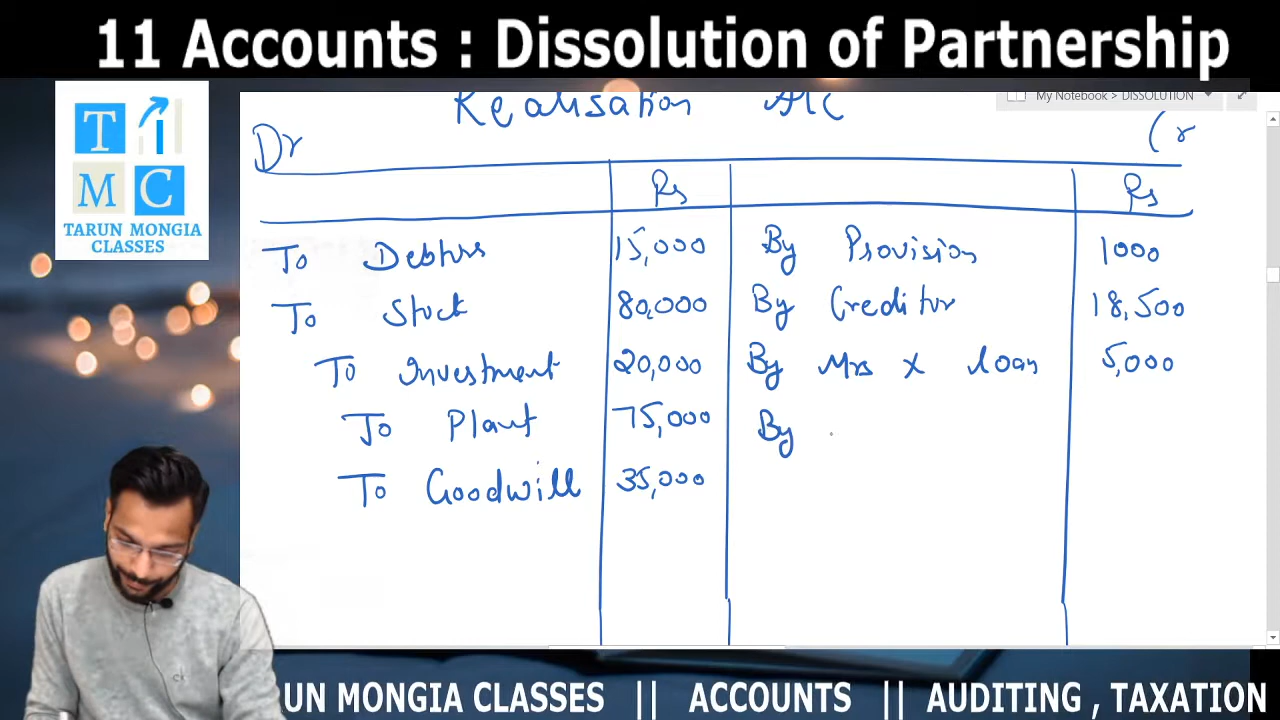 11 Accounts : Dissolution of Partnership
T
M C
TARUN MONGIA
CLASSES
My Notebook > DISSOLUTION
Realisation A/C
Dr
Cr
Rs Rs
To Debtors 15,000 By Provision 1000
To Stock 80,000 By Creditor 18,500
To Investment 20,000 By Mrs X loan 5,000
To Plant 75,000 By
To Goodwill 35,000
UN MONGIA CLASSES || ACCOUNTS || AUDITING , TAXATION